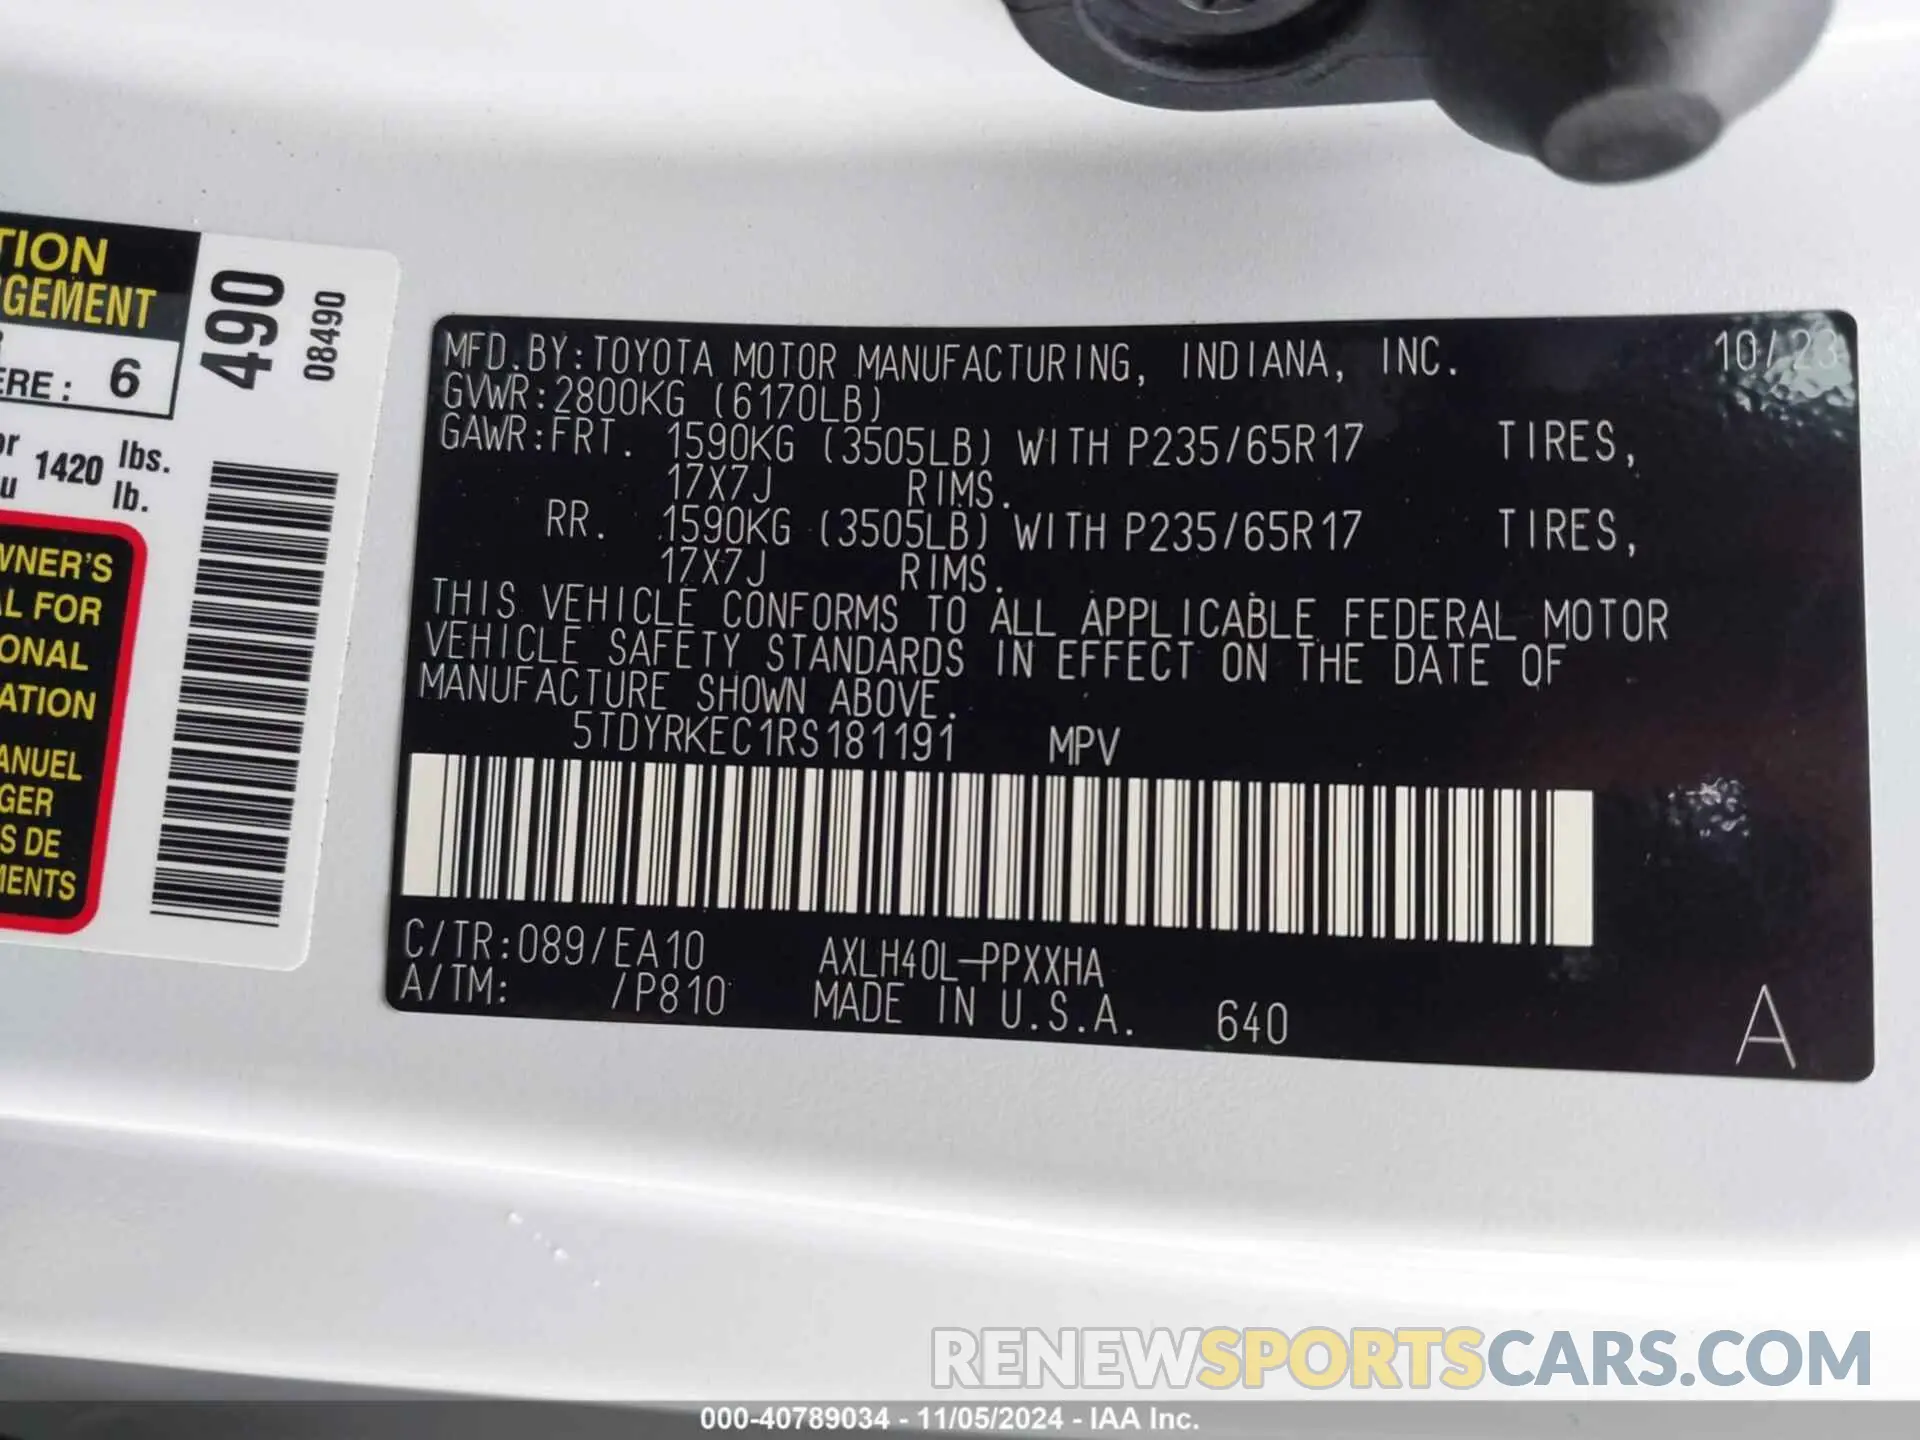 TION
GEMENT
ERE: 6
or 1420 lbs.
lb.
490
08490
WNER'S
L FOR
ONAL
ATION
ANUEL
GER
S DE
MENTS
MFD.BY:TOYOTA MOTOR MANUFACTURING, INDIANA, INC. 10/23
GVWR:2800KG (6170LB)
GAWR:FRT. 1590KG (3505LB) WITH P235/65R17 TIRES,
17X7J RIMS.
RR. 1590KG (3505LB) WITH P235/65R17 TIRES,
17X7J RIMS.
THIS VEHICLE CONFORMS TO ALL APPLICABLE FEDERAL MOTOR
VEHICLE SAFETY STANDARDS IN EFFECT ON THE DATE OF
MANUFACTURE SHOWN ABOVE.
5TDYRKEC1RS181191 MPV
C/TR:089/EA10 AXLH40L-PPXXHA
A/TM: /P810 MADE IN U.S.A. 640 A
RENEWSPORTSCARS.COM
000-40789034 - 11/05/2024 - IAA Inc.